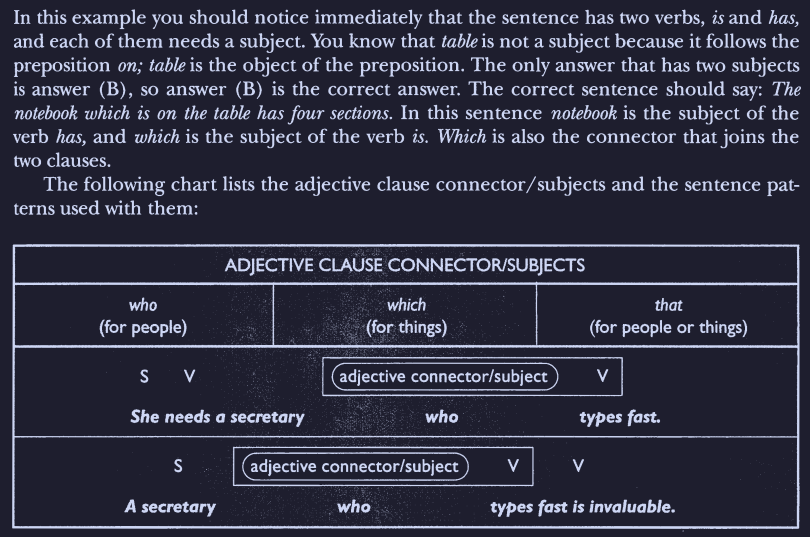 In this example you should notice immediately that the sentence has two verbs, is and has,
and each of them needs a subject. You know that table is not a subject because it follows the
preposition on; table is the object of the preposition. The only answer that has two subjects
is answer (B), so answer (B) is the correct answer. The correct sentence should say: The
notebook which is on the table has four sections. In this sentence notebook is the subject of the
verb has, and which is the subject of the verb is. Which is also the connector that joins the
two clauses.
The following chart lists the adjective clause connector/subjects and the sentence pat-
terns used with them:
ADJECTIVE CLAUSE CONNECTOR/SUBJECTS
who which that
(for people) (for things) (for people or things)
S V adjective connector/subject V
She needs a secretary who types fast.
S adjective connector/subject V V
A secretary who types fast is invaluable.